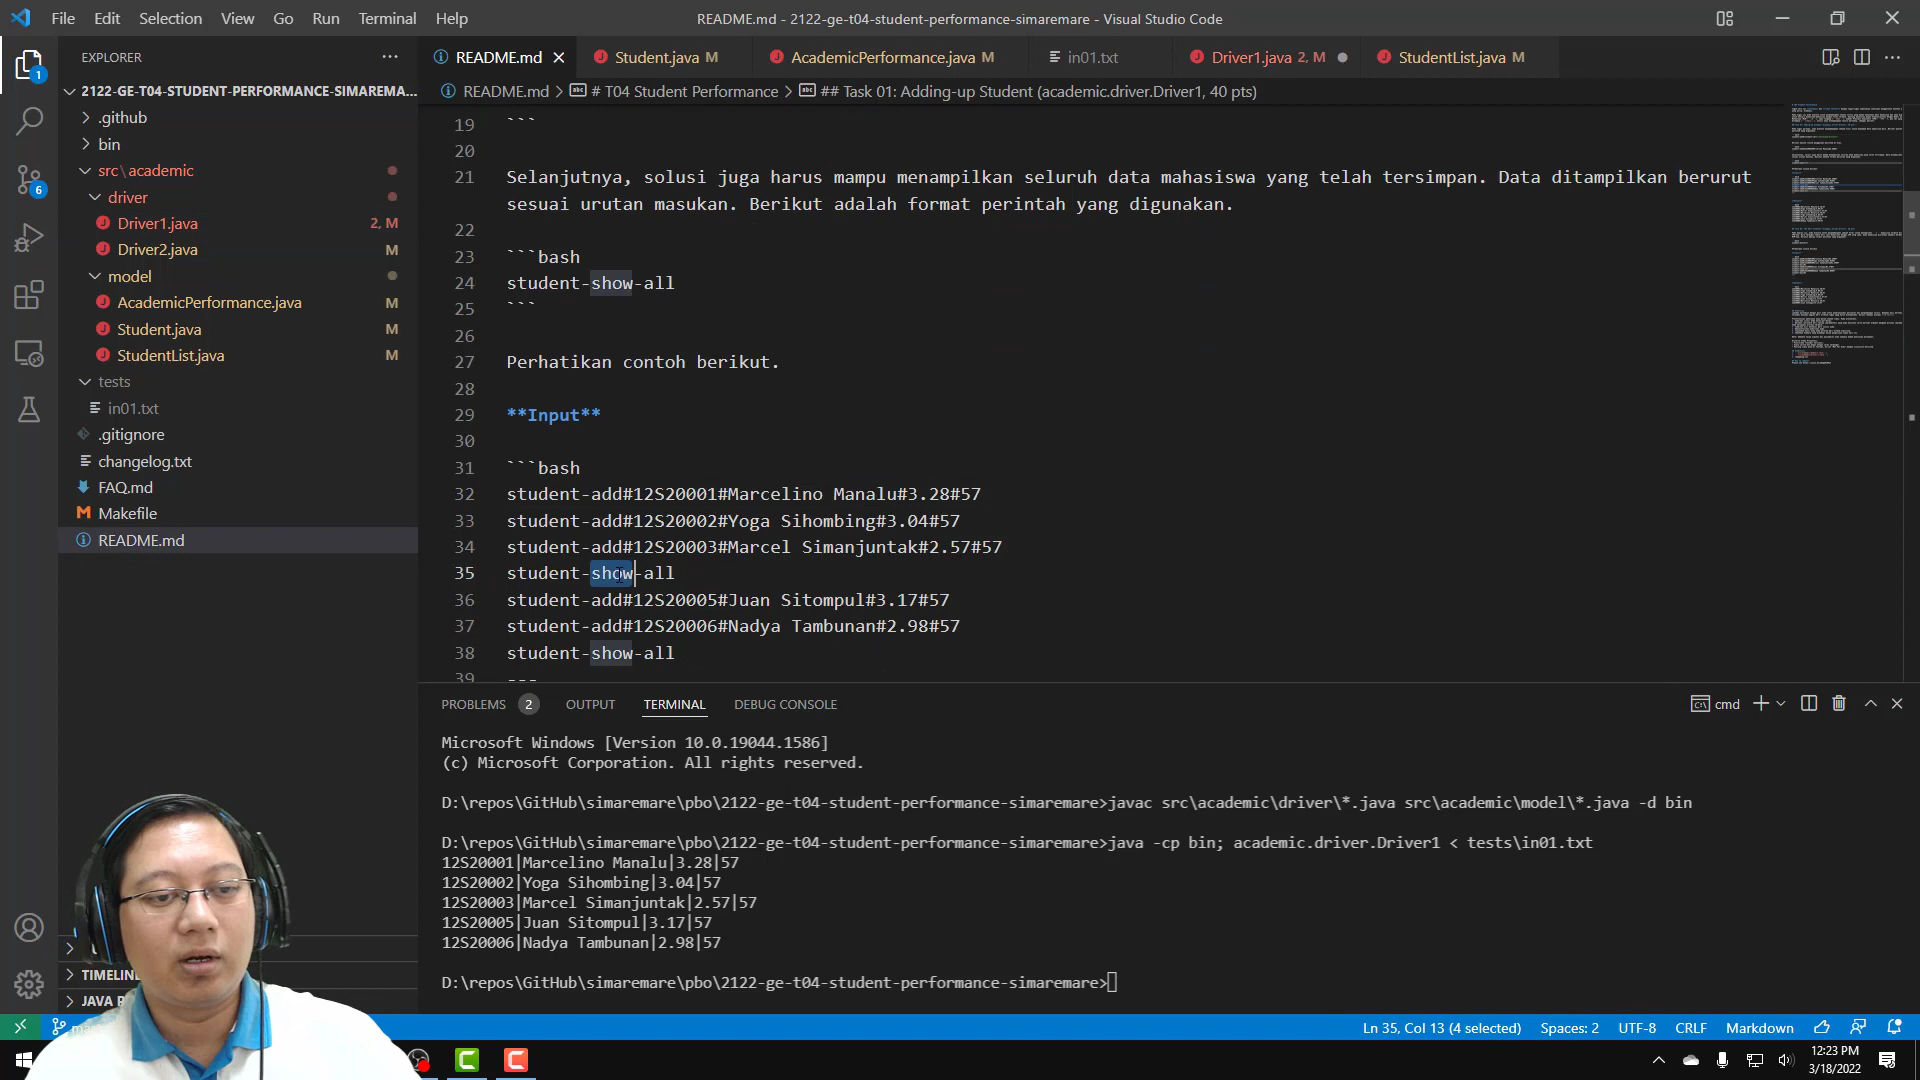 File Edit Selection View Go Run Terminal Help
README.md - 2122-ge-t04-student-performance-simaremare - Visual Studio Code
EXPLORER
README.md
Student.java M
AcademicPerformance.java M
in01.txt
Driver1.java 2, M
StudentList.java M
README.md > # T04 Student Performance > ## Task 01: Adding-up Student (academic.driver.Driver1, 40 pts)
1
6
2122-GE-T04-STUDENT-PERFORMANCE-SIMAREMA...
.github
bin
src\academic
driver
Driver1.java 2, M
Driver2.java M
model
AcademicPerformance.java M
Student.java M
StudentList.java M
tests
in01.txt
.gitignore
changelog.txt
FAQ.md
Makefile
README.md
19 ```
20
21 Selanjutnya, solusi juga harus mampu menampilkan seluruh data mahasiswa yang telah tersimpan. Data ditampilkan berurut
sesuai urutan masukan. Berikut adalah format perintah yang digunakan.
22
23 ```bash
24 student-show-all
25 ```
26
27 Perhatikan contoh berikut.
28
29 **Input**
30
31 ```bash
32 student-add#12S20001#Marcelino Manalu#3.28#57
33 student-add#12S20002#Yoga Sihombing#3.04#57
34 student-add#12S20003#Marcel Simanjuntak#2.57#57
35 student-show-all
36 student-add#12S20005#Juan Sitompul#3.17#57
37 student-add#12S20006#Nadya Tambunan#2.98#57
38 student-show-all
39 ---
PROBLEMS 2 OUTPUT TERMINAL DEBUG CONSOLE
cmd
Microsoft Windows [Version 10.0.19044.1586]
(c) Microsoft Corporation. All rights reserved.
D:\repos\GitHub\simaremare\pbo\2122-ge-t04-student-performance-simaremare>javac src\academic\driver\*.java src\academic\model\*.java -d bin
D:\repos\GitHub\simaremare\pbo\2122-ge-t04-student-performance-simaremare>java -cp bin; academic.driver.Driver1 < tests\in01.txt
12S20001|Marcelino Manalu|3.28|57
12S20002|Yoga Sihombing|3.04|57
12S20003|Marcel Simanjuntak|2.57|57
12S20005|Juan Sitompul|3.17|57
12S20006|Nadya Tambunan|2.98|57
D:\repos\GitHub\simaremare\pbo\2122-ge-t04-student-performance-simaremare>
TIMELIN
JAVA P
Ln 35, Col 13 (4 selected) Spaces: 2 UTF-8 CRLF Markdown
12:23 PM
3/18/2022